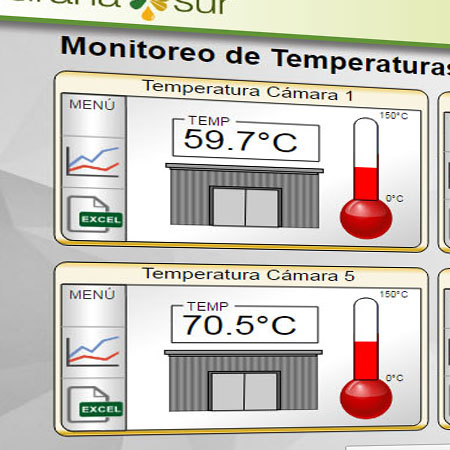 sur
Monitoreo de Temperaturas
Temperatura Cámara 1
MENÚ
TEMP
59.7°C
150°C
0°C
EXCEL
Temperatura Cámara 5
MENÚ
TEMP
70.5°C
150°C
0°C
EXCEL